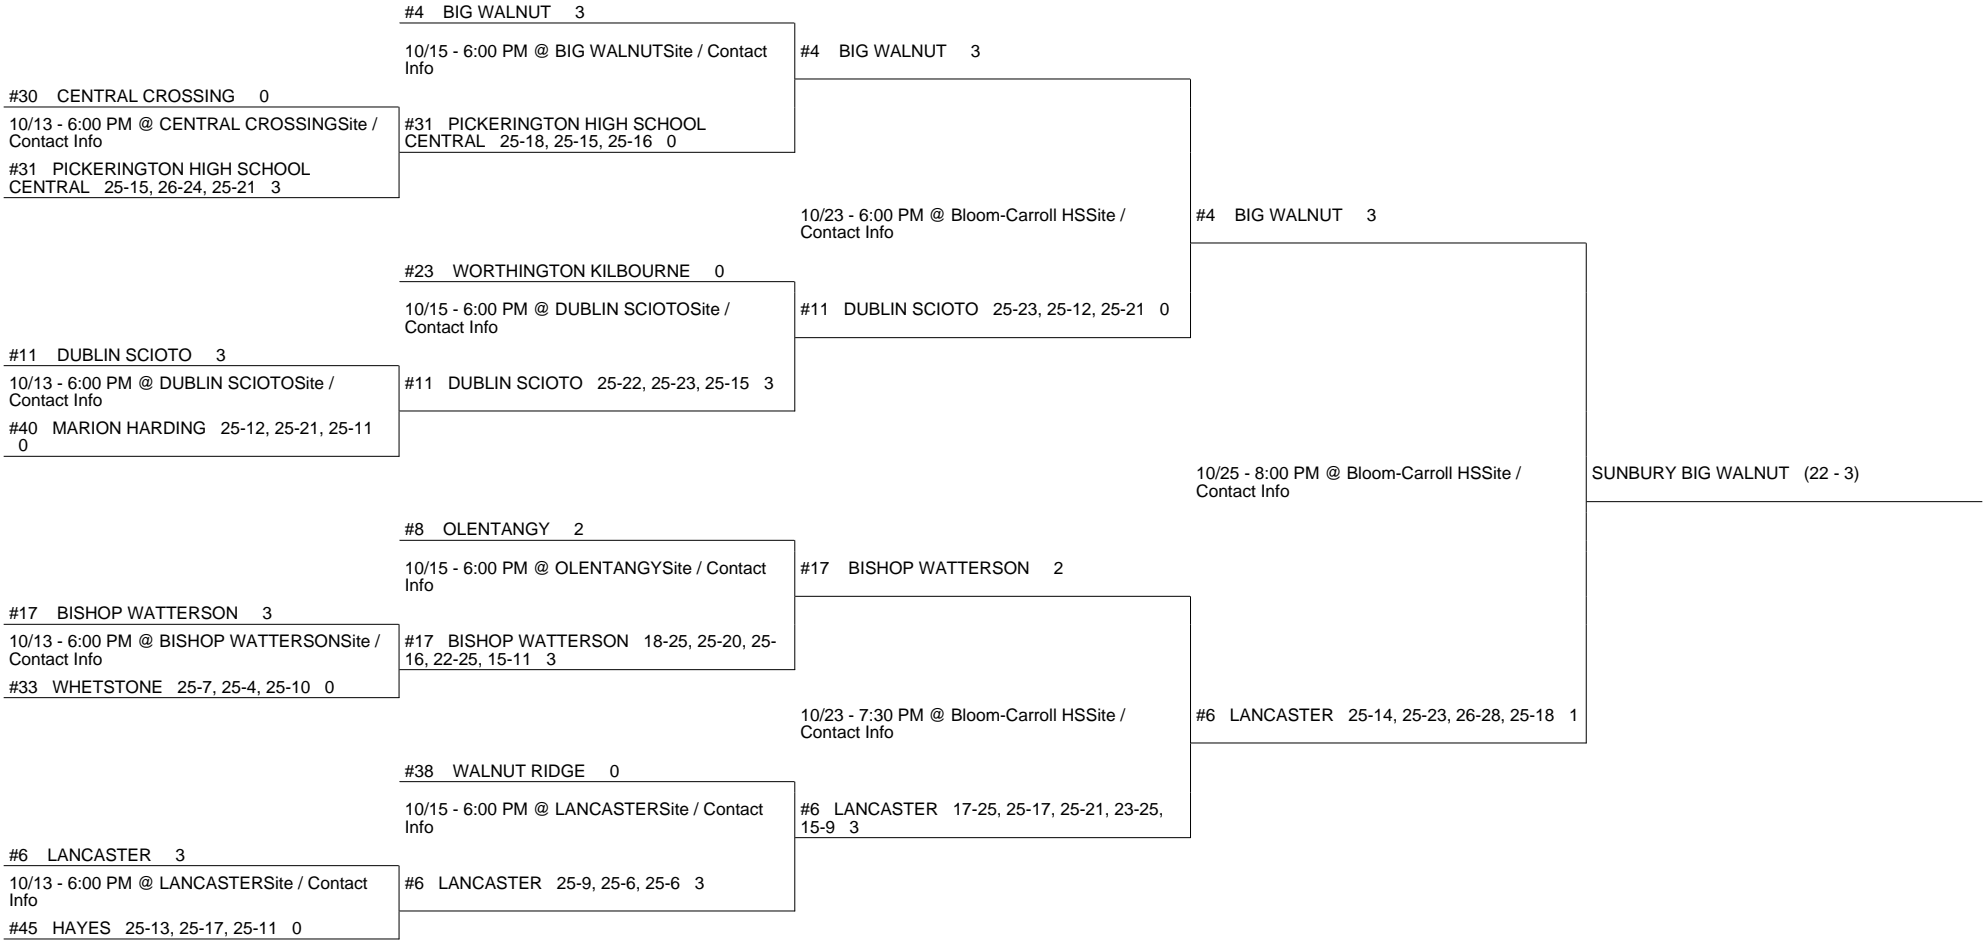 #4 BIG WALNUT 3
10/15 - 6:00 PM @ BIG WALNUTSite / Contact
Info
#4 BIG WALNUT 3
#30 CENTRAL CROSSING 0
10/13 - 6:00 PM @ CENTRAL CROSSINGSite /
Contact Info
#31 PICKERINGTON HIGH SCHOOL
CENTRAL 25-18, 25-15, 25-16 0
#31 PICKERINGTON HIGH SCHOOL
CENTRAL 25-15, 26-24, 25-21 3
10/23 - 6:00 PM @ Bloom-Carroll HSSite /
Contact Info
#4 BIG WALNUT 3
#23 WORTHINGTON KILBOURNE 0
10/15 - 6:00 PM @ DUBLIN SCIOTOSite /
Contact Info
#11 DUBLIN SCIOTO 25-23, 25-12, 25-21 0
#11 DUBLIN SCIOTO 3
10/13 - 6:00 PM @ DUBLIN SCIOTOSite /
Contact Info
#11 DUBLIN SCIOTO 25-22, 25-23, 25-15 3
#40 MARION HARDING 25-12, 25-21, 25-11
0
10/25 - 8:00 PM @ Bloom-Carroll HSSite /
Contact Info
SUNBURY BIG WALNUT (22 - 3)
#8 OLENTANGY 2
10/15 - 6:00 PM @ OLENTANGYSite / Contact
Info
#17 BISHOP WATTERSON 2
#17 BISHOP WATTERSON 3
10/13 - 6:00 PM @ BISHOP WATTERSONSite /
Contact Info
#17 BISHOP WATTERSON 18-25, 25-20, 25-
16, 22-25, 15-11 3
#33 WHETSTONE 25-7, 25-4, 25-10 0
10/23 - 7:30 PM @ Bloom-Carroll HSSite /
Contact Info
#6 LANCASTER 25-14, 25-23, 26-28, 25-18 1
#38 WALNUT RIDGE 0
10/15 - 6:00 PM @ LANCASTERSite / Contact
Info
#6 LANCASTER 17-25, 25-17, 25-21, 23-25,
15-9 3
#6 LANCASTER 3
10/13 - 6:00 PM @ LANCASTERSite / Contact
Info
#6 LANCASTER 25-9, 25-6, 25-6 3
#45 HAYES 25-13, 25-17, 25-11 0